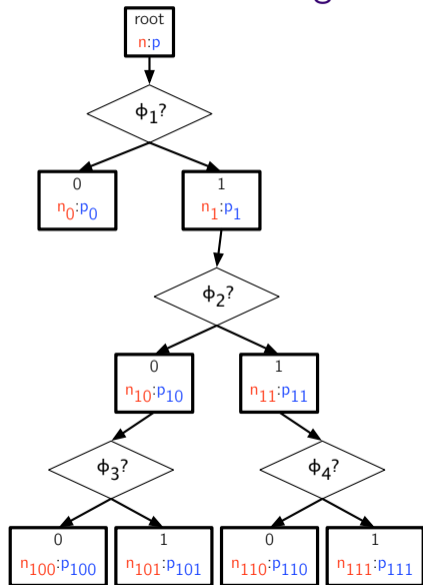 root
n:p
ϕ₁?
0
n₀:p₀
1
n₁:p₁
ϕ₂?
0
n₁₀:p₁₀
1
n₁₁:p₁₁
ϕ₃?
ϕ₄?
0
n₁₀₀:p₁₀₀
1
n₁₀₁:p₁₀₁
0
n₁₁₀:p₁₁₀
1
n₁₁₁:p₁₁₁